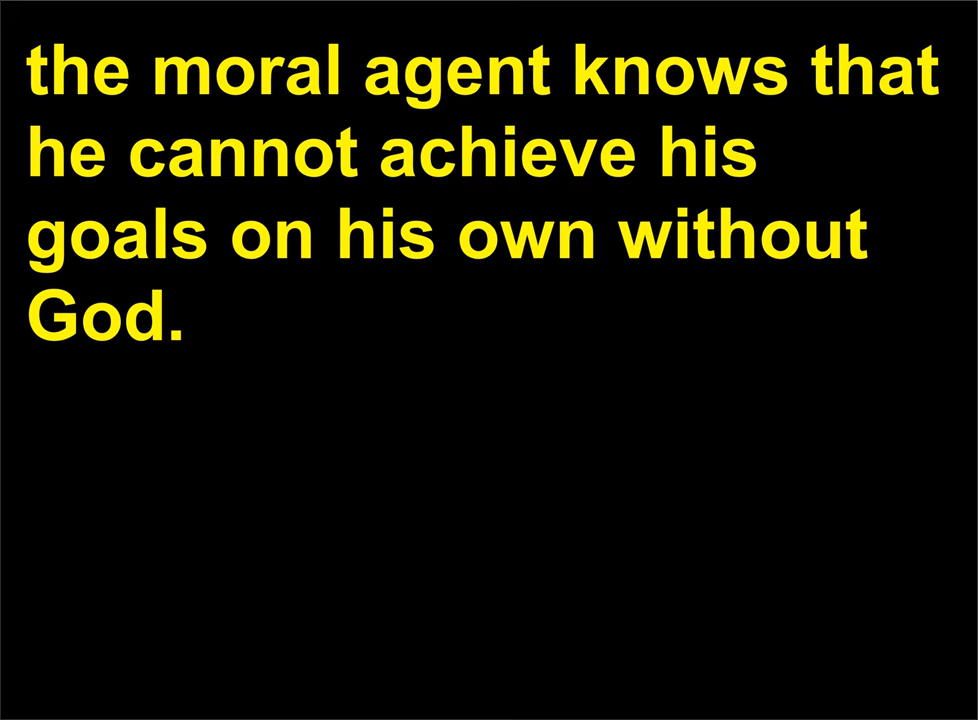 the moral agent knows that
he cannot achieve his
goals on his own without
God.